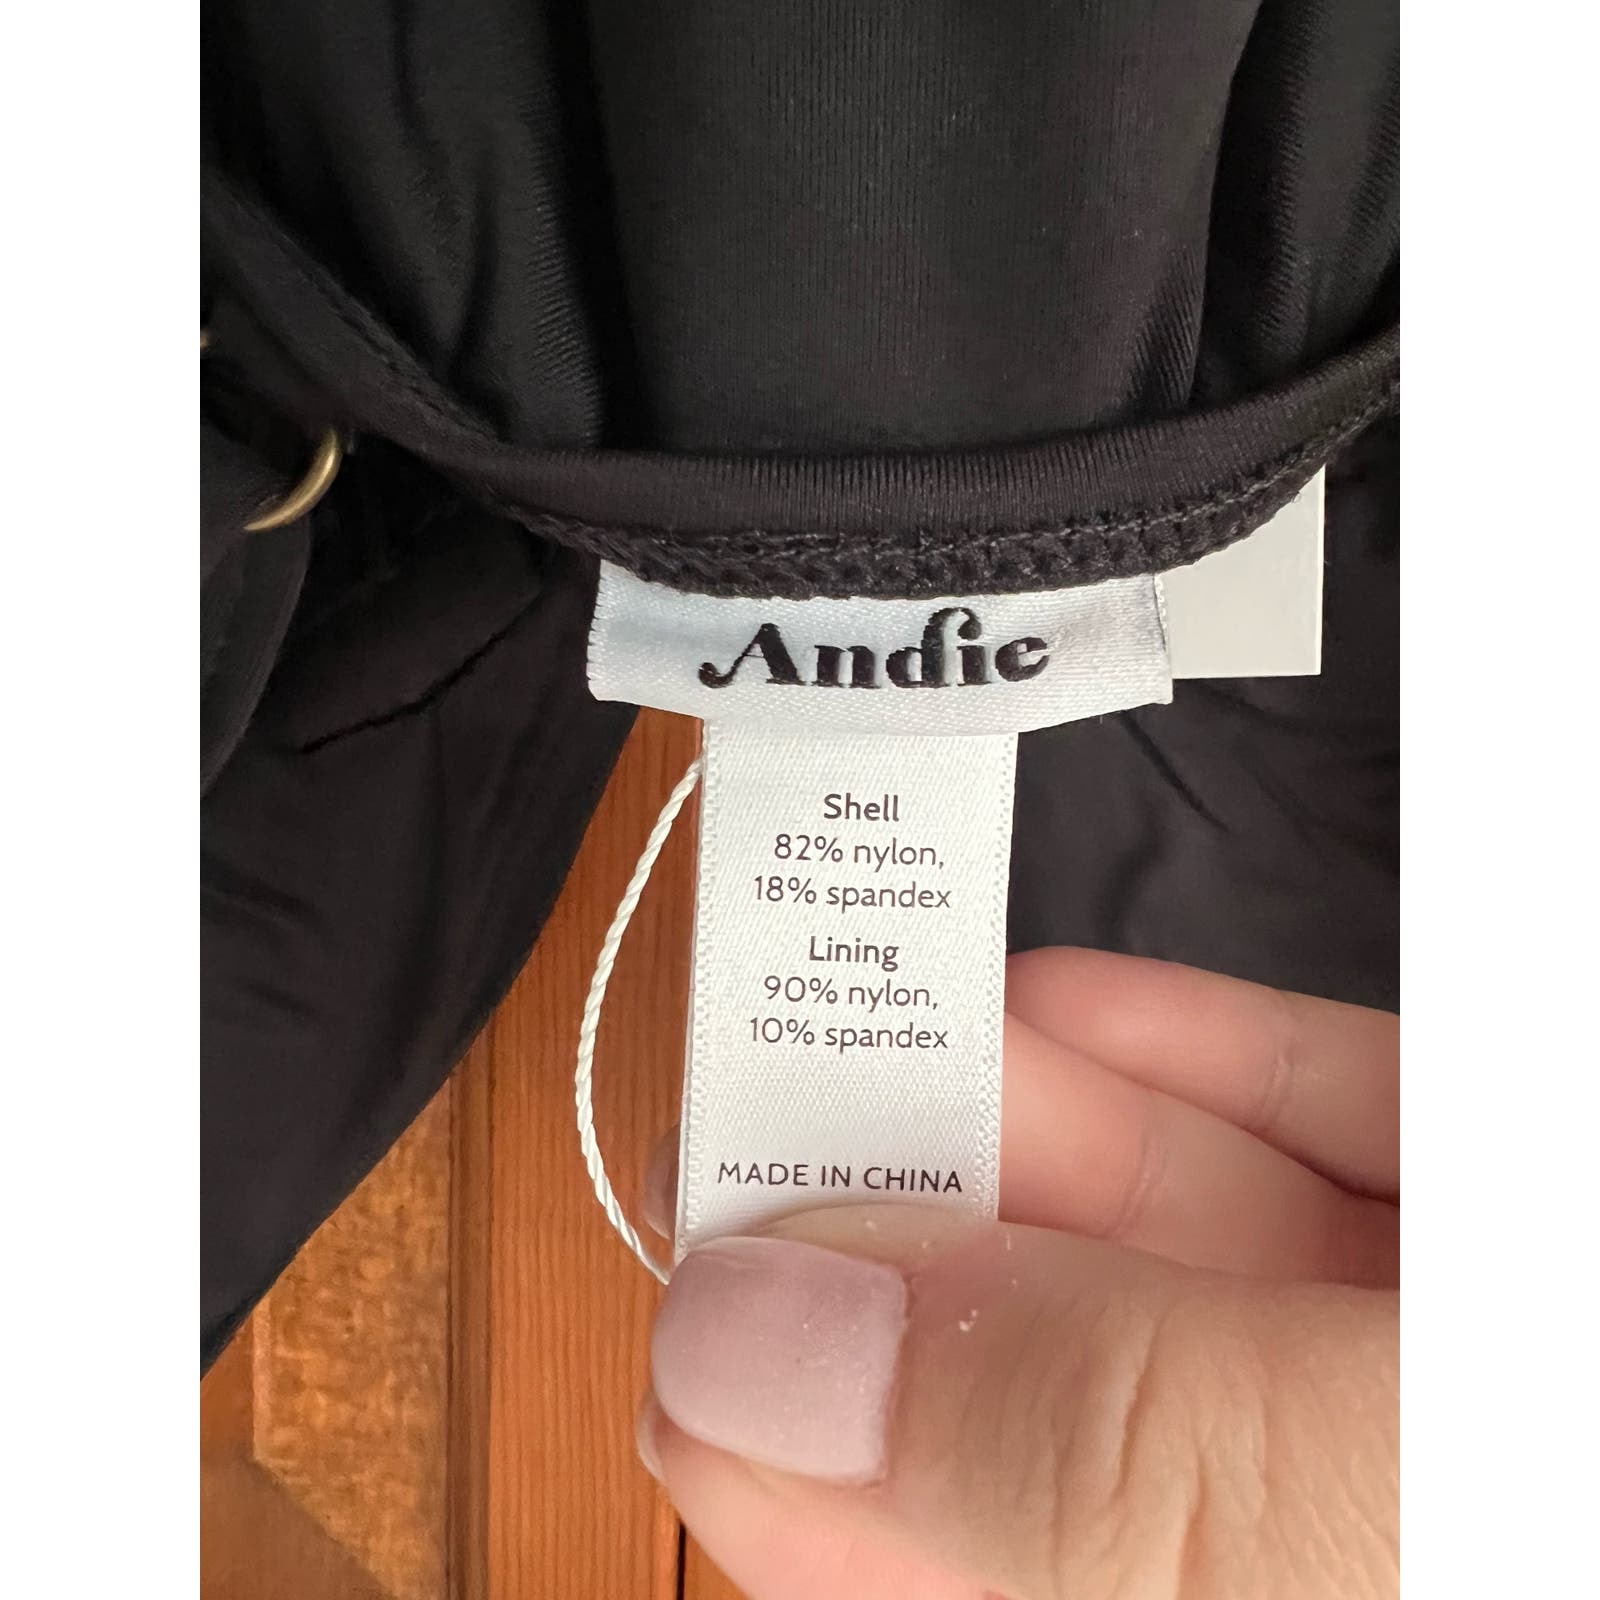 Andie
Shell
82% nylon,
18% spandex
Lining
90% nylon,
10% spandex
MADE IN CHINA